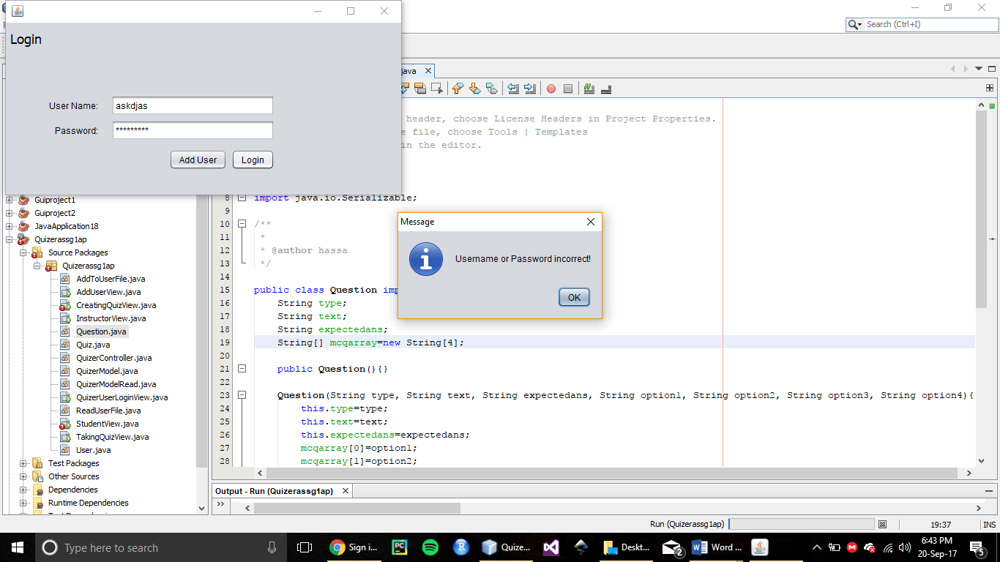 Login
User Name: askdjas
Password: *********
Add User Login
Search (Ctrl+I)
java
header, choose License Headers in Project Properties.
e file, choose Tools | Templates
in the editor.
8 import java.io.Serializable;
9
10 /**
11 *
12 * @author hassa
13 */
14
15 public class Question imp
16 String type;
17 String text;
18 String expectedans;
19 String[] mcqarray=new String[4];
20
21 public Question(){}
22
23 Question(String type, String text, String expectedans, String option1, String option2, String option3, String option4){
24 this.type=type;
25 this.text=text;
26 this.expectedans=expectedans;
27 mcqarray[0]=option1;
28 mcqarray[1]=option2;
Message
Username or Password incorrect!
OK
Guiproject1
Guiproject2
JavaApplication18
Quizerassg1ap
Source Packages
Quizerassg1ap
AddToUserFile.java
AddUserView.java
CreatingQuizView.java
InstructorView.java
Question.java
Quiz.java
QuizerController.java
QuizerModel.java
QuizerModelRead.java
QuizerUserLoginView.java
ReadUserFile.java
StudentView.java
TakingQuizView.java
User.java
Test Packages
Other Sources
Dependencies
Runtime Dependencies
Output - Run (Quizerassg1ap)
Run (Quizerassg1ap) 19:37 INS
Type here to search
Sign i...
PC
R
Quize...
Deskt...
2
Word ...
6:43 PM
20-Sep-17
5